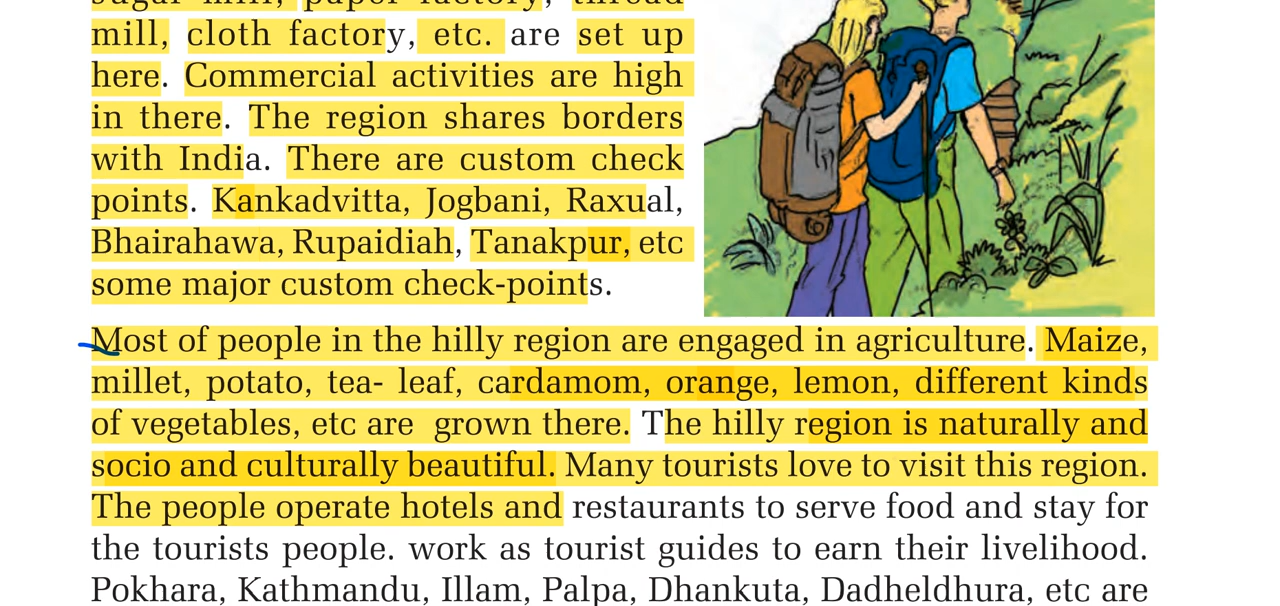 sugar mill, paper factory, thread
mill, cloth factory, etc. are set up
here. Commercial activities are high
in there. The region shares borders
with India. There are custom check
points. Kankadvitta, Jogbani, Raxual,
Bhairahawa, Rupaidiah, Tanakpur, etc
some major custom check-points.
Most of people in the hilly region are engaged in agriculture. Maize,
millet, potato, tea- leaf, cardamom, orange, lemon, different kinds
of vegetables, etc are grown there. The hilly region is naturally and
socio and culturally beautiful. Many tourists love to visit this region.
The people operate hotels and restaurants to serve food and stay for
the tourists people. work as tourist guides to earn their livelihood.
Pokhara, Kathmandu, Illam, Palpa, Dhankuta, Dadheldhura, etc are